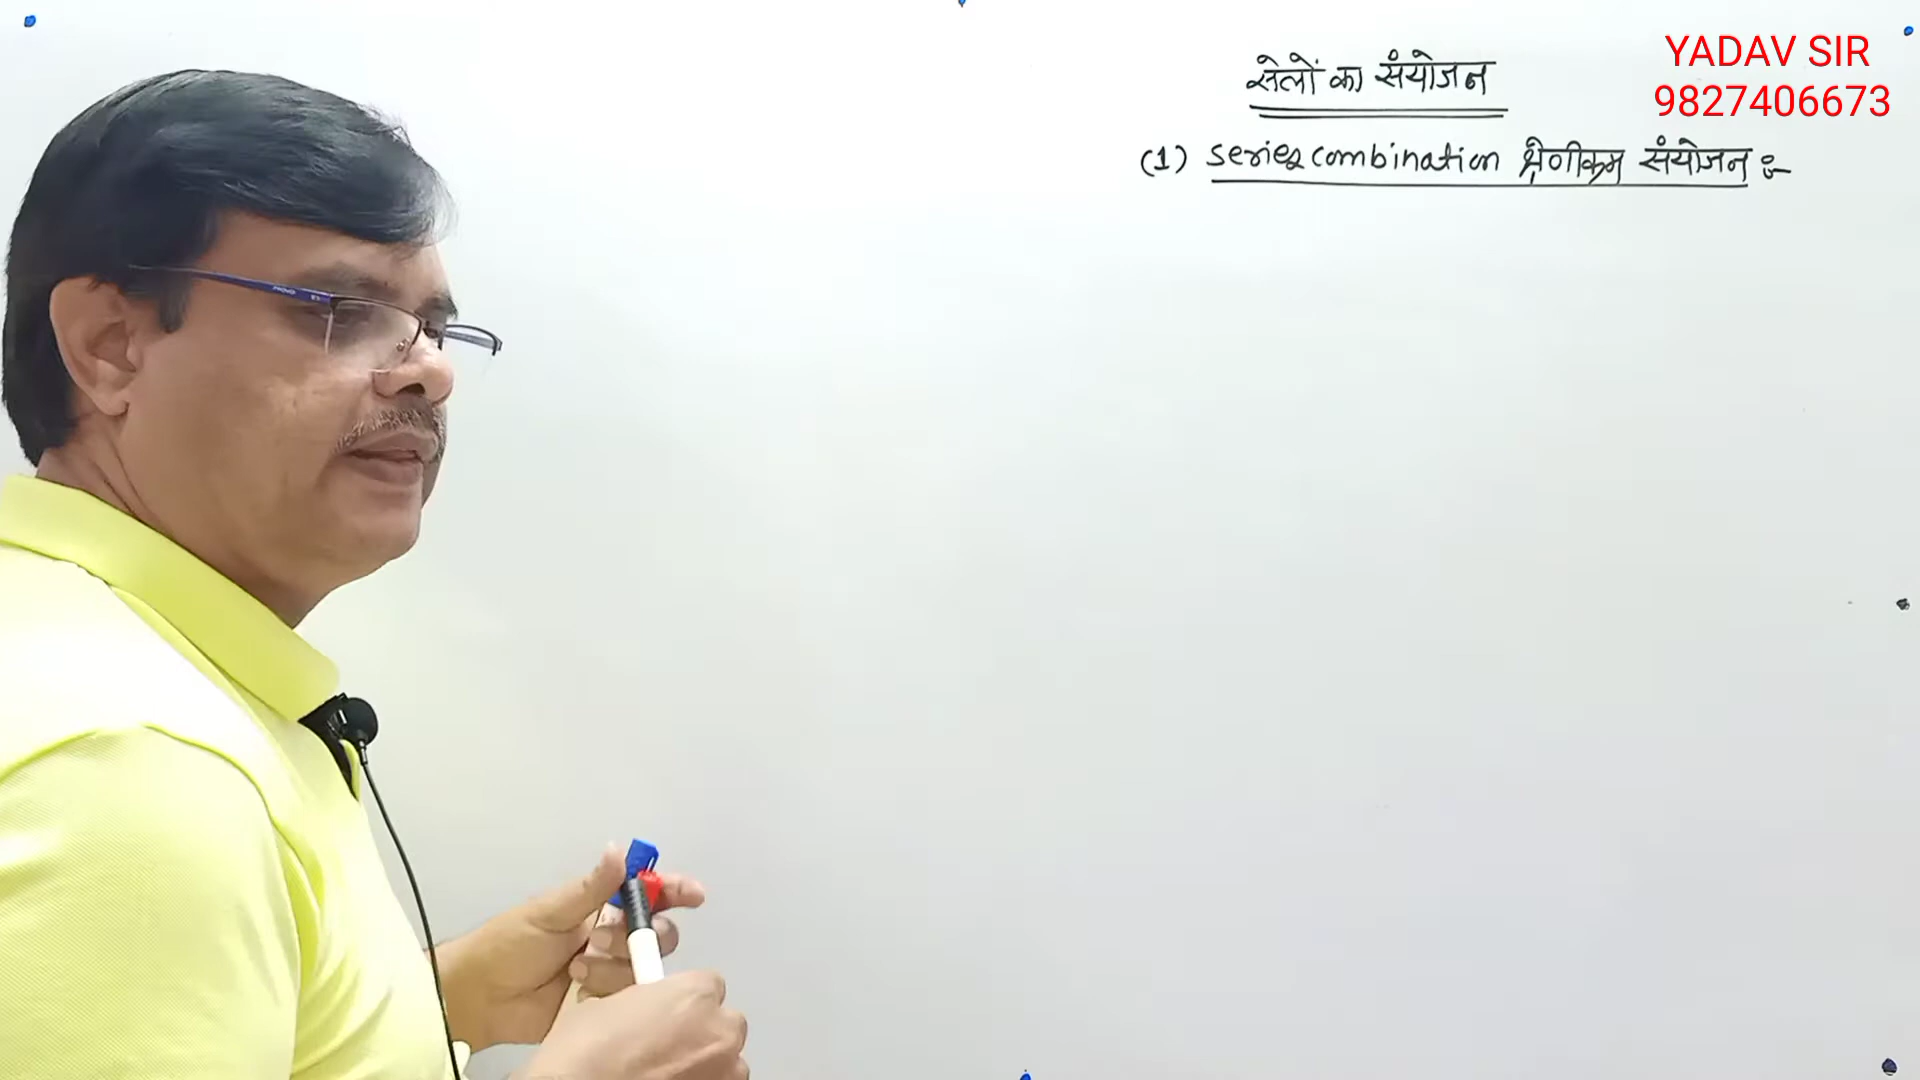 YADAV SIR
9827406673
सेलों का संयोजन
(1) series combination श्रेणीक्रम संयोजन :-